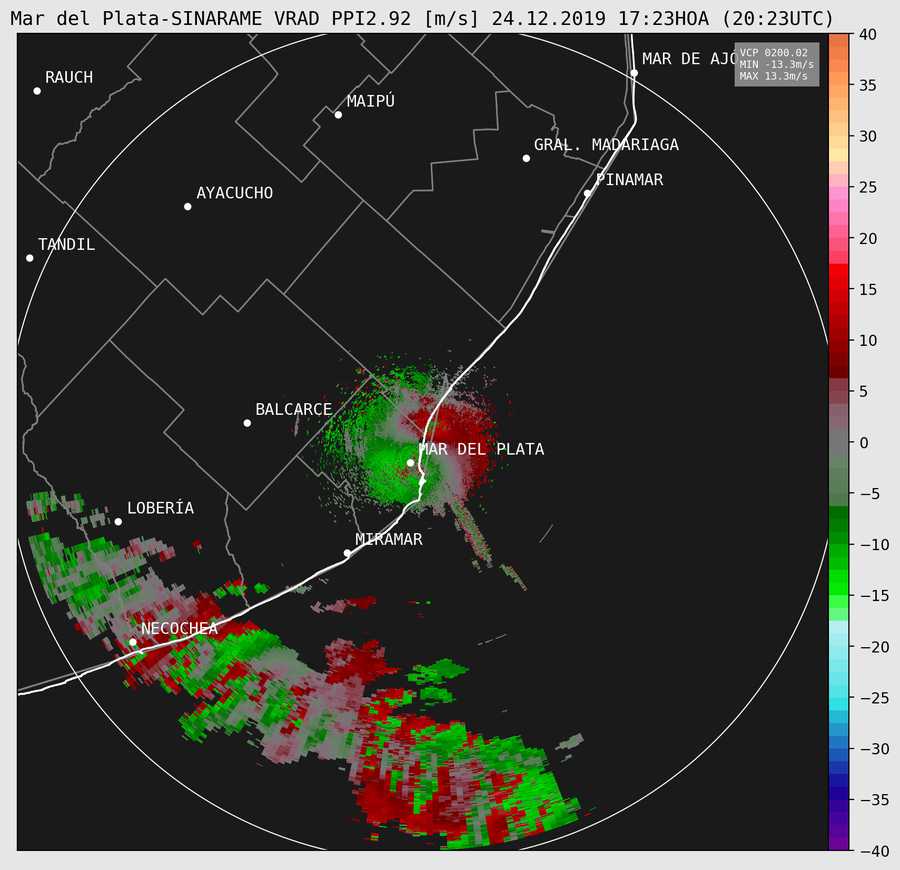 Mar del Plata-SINARAME VRAD PPI2.92 [m/s] 24.12.2019 17:23HOA (20:23UTC)
VCP 0200.02
MIN -13.3m/s
MAX 13.3m/s
MAR DE AJÓ
RAUCH
MAIPÚ
GRAL. MADARIAGA
PINAMAR
AYACUCHO
TANDIL
BALCARCE
MAR DEL PLATA
LOBERÍA
MIRAMAR
NECOCHEA
40
35
30
25
20
15
10
5
0
−5
−10
−15
−20
−25
−30
−35
−40